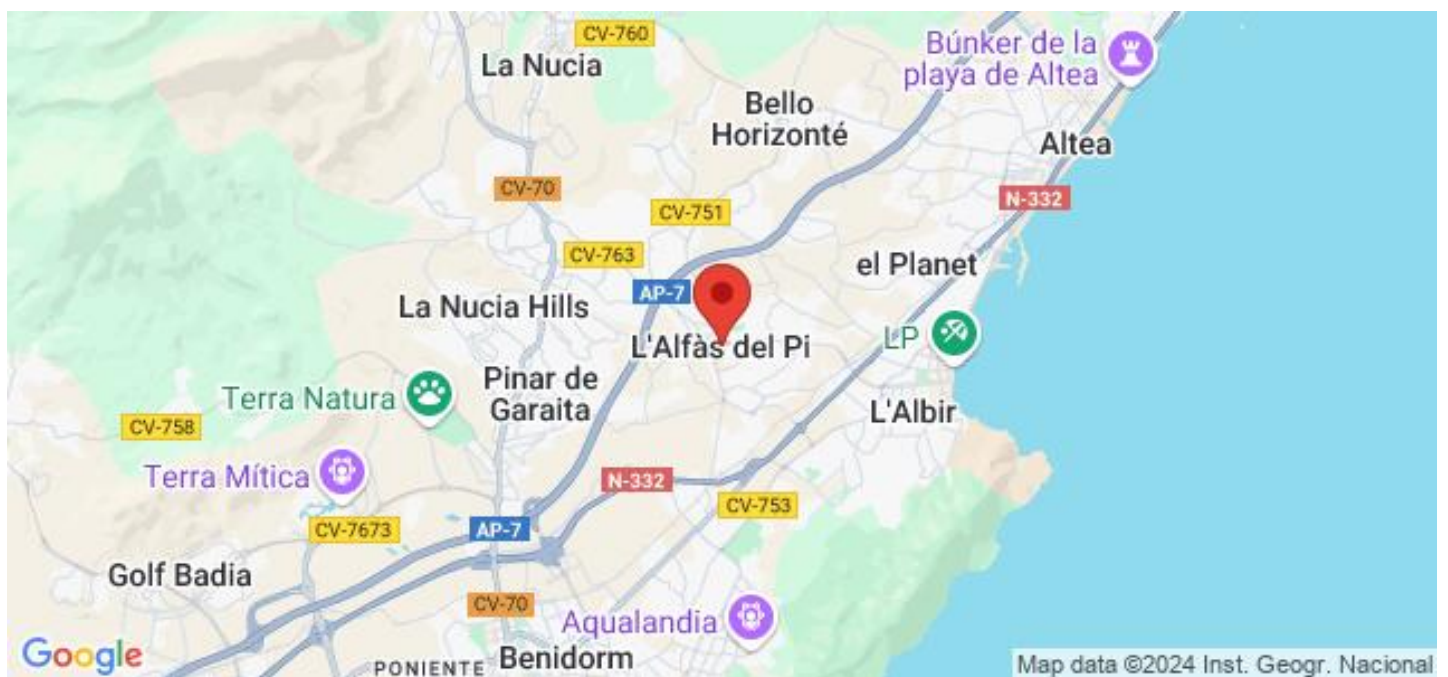 CV-760
La Nucia
Búnker de la
playa de Altea
Bello
Horizonté
Altea
CV-70
N-332
CV-751
CV-763
el Planet
AP-7
La Nucia Hills
LP
L'Alfàs del Pi
Pinar de
Garaita
Terra Natura
L'Albir
CV-758
Terra Mítica
N-332
CV-753
CV-7673
AP-7
Golf Badia
CV-70
Aqualandia
Google
PONIENTE
Benidorm
Map data ©2024 Inst. Geogr. Nacional